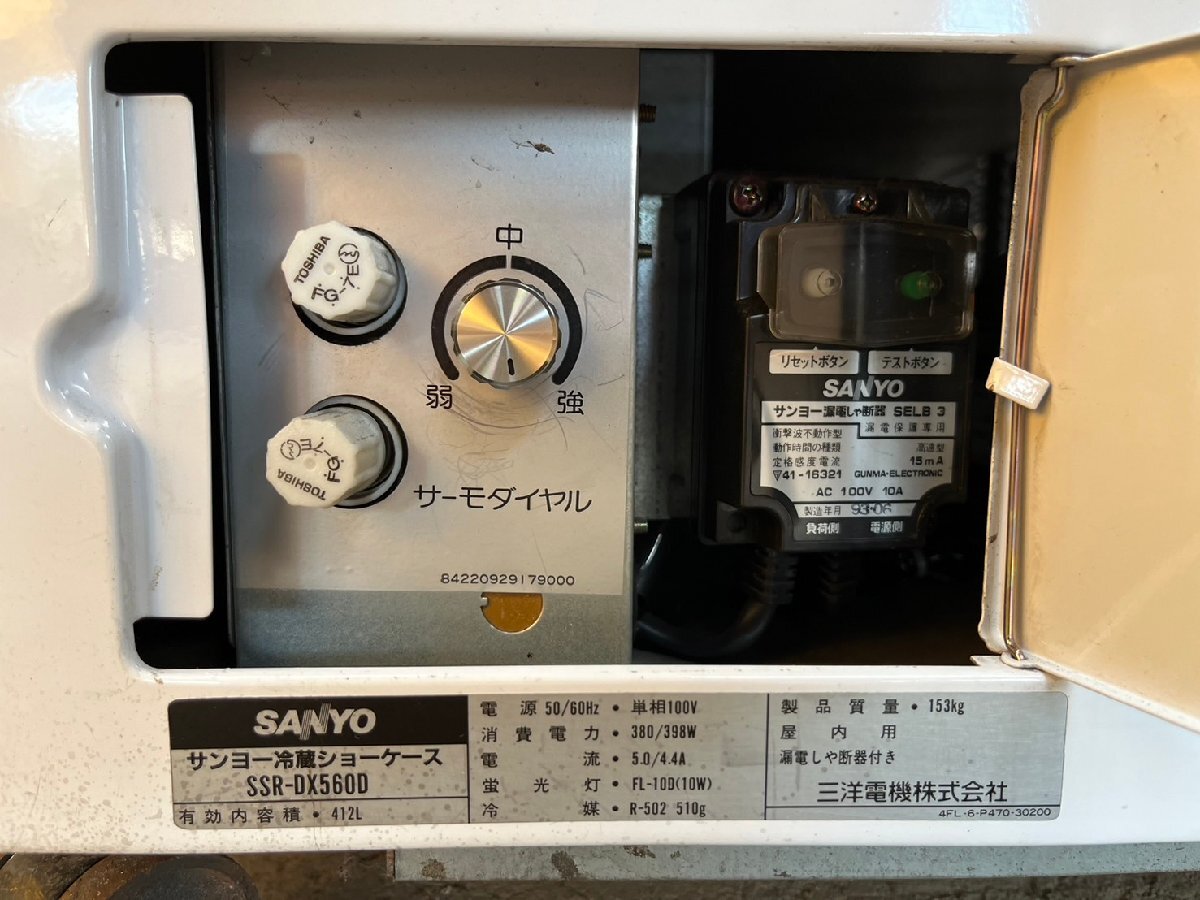 TOSHIBA
FG-7E
中
弱
強
TOSHIBA
FG-7E
サーモダイヤル
84220929179000
リセットボタン
テストボタン
SANYO
サンヨー漏電しゃ断器 SELB 3
衝撃波不動作型 漏電保護専用
動作時間の種類 高速型
定格感度電流 15mA
▽41-16321 GUNMA-ELECTRONIC
AC 100V 10A
製造年月 93-06
負荷側 電源側
SANYO
サンヨー冷蔵ショーケース
SSR-DX560D
有効内容積・412L
電源 50/60Hz・単相100V
消費電力・380/398W
電流・5.0/4.4A
蛍光灯・FL-10D(10W)
冷媒・R-502 510g
製品質量・153kg
屋内用
漏電しや断器付き
三洋電機株式会社
4FL-6-P470-30200